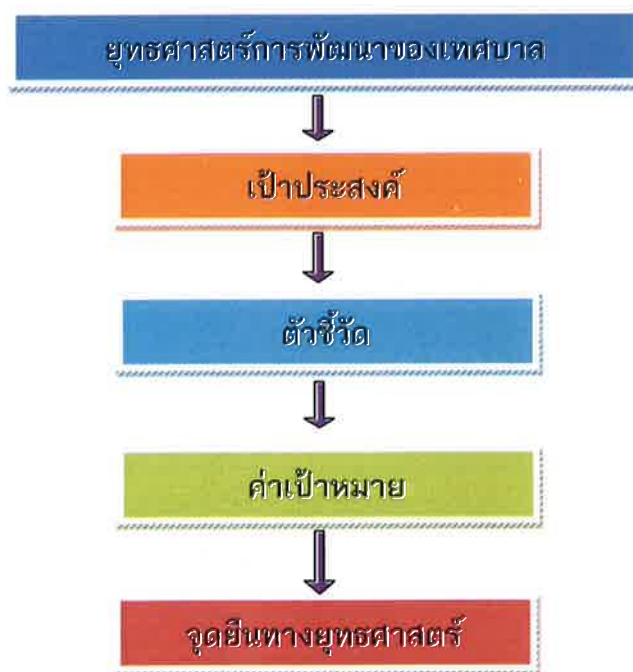 ยุทธศาสตร์การพัฒนาของเทศบาล
เป้าประสงค์
ตัวชี้วัด
ค่าเป้าหมาย
จุดยืนทางยุทธศาสตร์